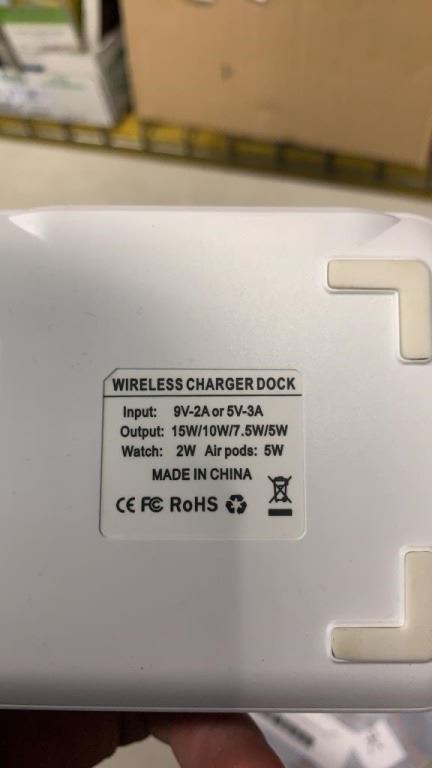 WIRELESS CHARGER DOCK
Input: 9V-2A or 5V-3A
Output: 15W/10W/7.5W/5W
Watch: 2W Air pods: 5W
MADE IN CHINA
CE FC RoHS